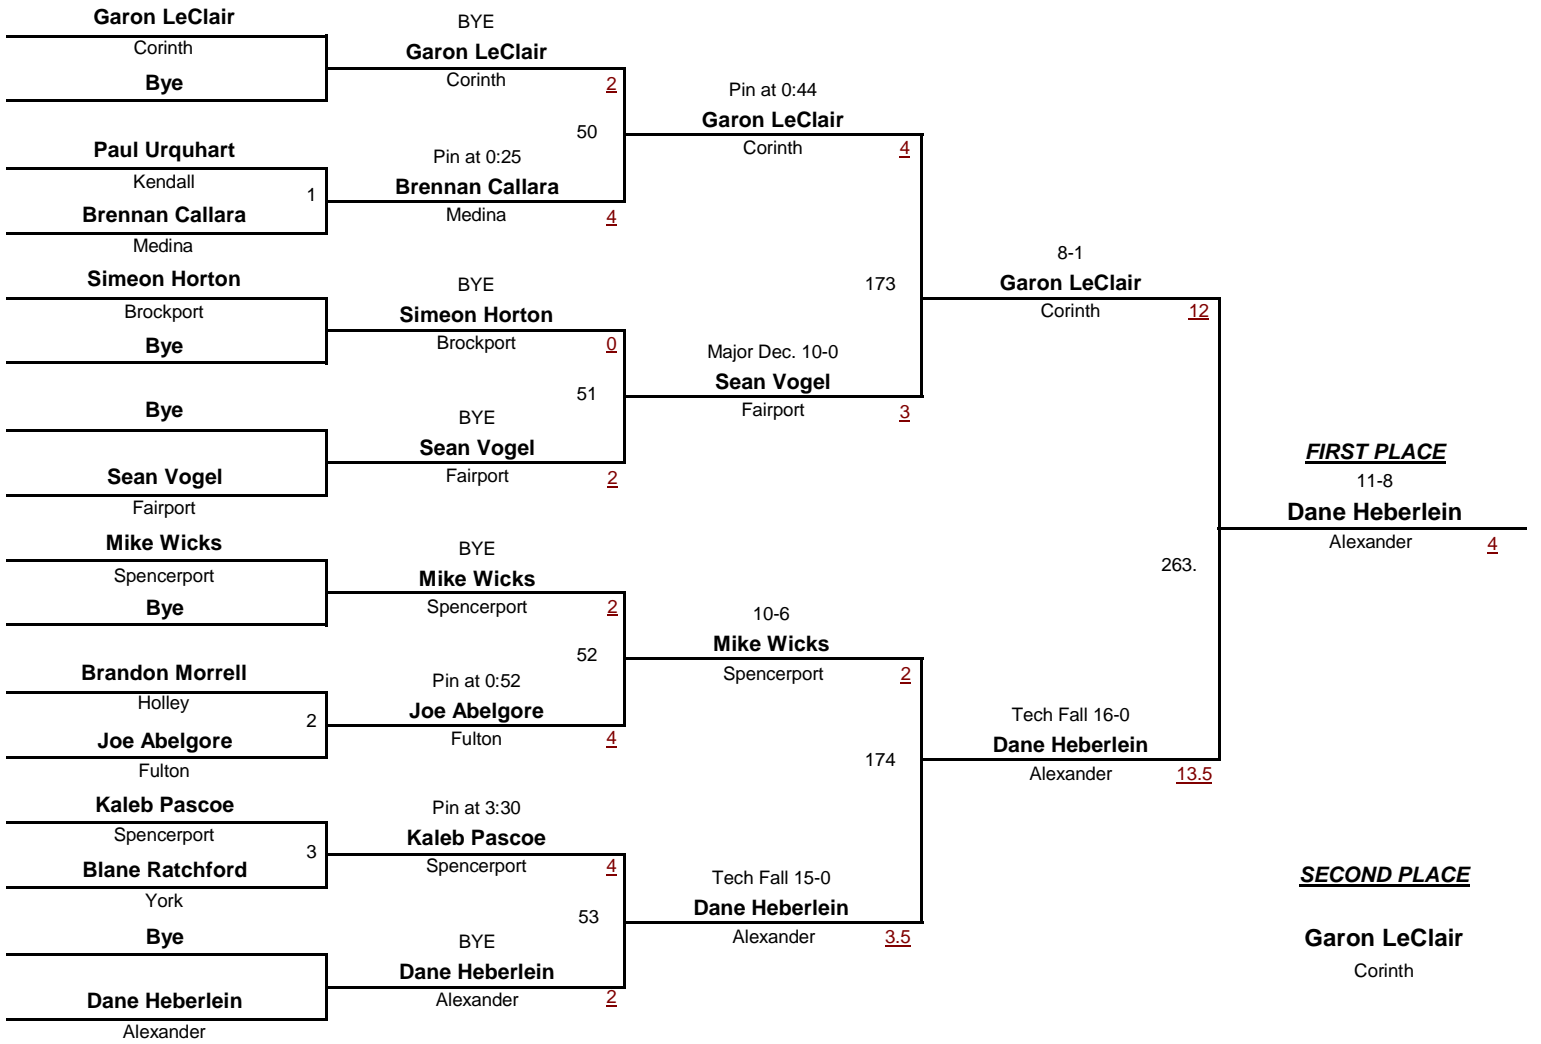 Garon LeClair
Corinth
Bye
Paul Urquhart
Kendall
1
Brennan Callara
Medina
Simeon Horton
Brockport
Bye
Bye
Sean Vogel
Fairport
Mike Wicks
Spencerport
Bye
Brandon Morrell
Holley
2
Joe Abelgore
Fulton
Kaleb Pascoe
Spencerport
3
Blane Ratchford
York
Bye
Dane Heberlein
Alexander
BYE
Garon LeClair
Corinth
2
50
Pin at 0:25
Brennan Callara
Medina
4
BYE
Simeon Horton
Brockport
0
51
BYE
Sean Vogel
Fairport
2
BYE
Mike Wicks
Spencerport
2
52
Pin at 0:52
Joe Abelgore
Fulton
4
Pin at 3:30
Kaleb Pascoe
Spencerport
4
53
BYE
Dane Heberlein
Alexander
2
Pin at 0:44
Garon LeClair
Corinth
4
173
Major Dec. 10-0
Sean Vogel
Fairport
3
10-6
Mike Wicks
Spencerport
2
174
Tech Fall 15-0
Dane Heberlein
Alexander
3.5
8-1
Garon LeClair
Corinth
12
263.
Tech Fall 16-0
Dane Heberlein
Alexander
13.5
FIRST PLACE
11-8
Dane Heberlein
Alexander
4
SECOND PLACE
Garon LeClair
Corinth